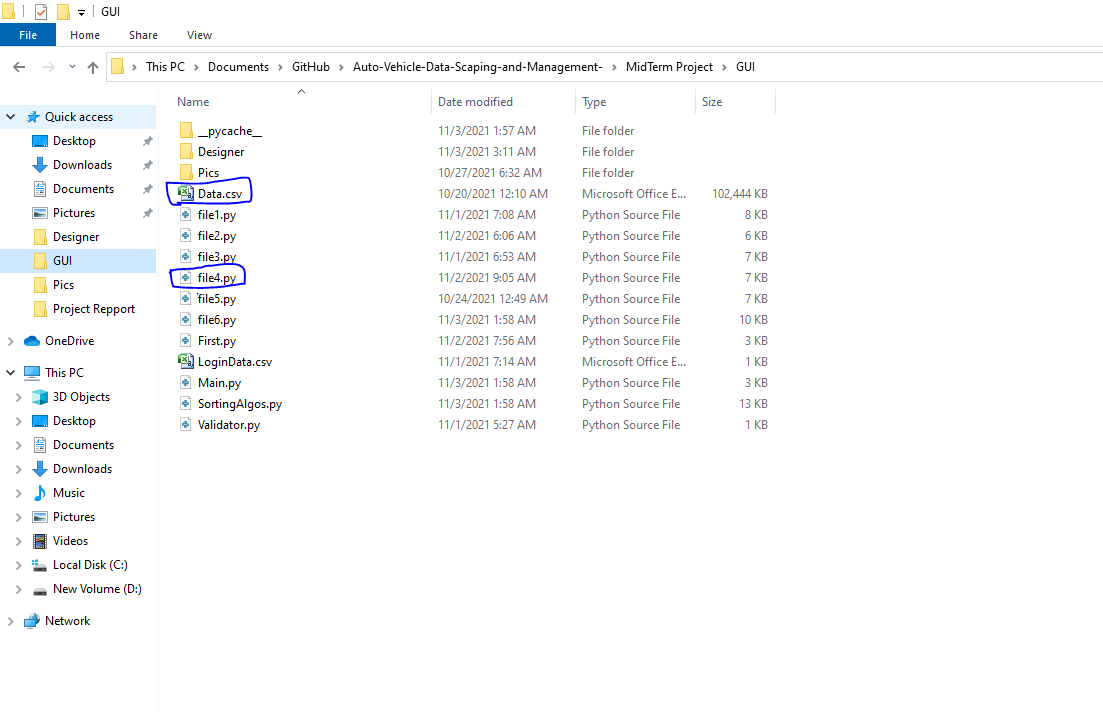 GUI
File Home Share View
This PC Documents GitHub Auto-Vehicle-Data-Scaping-and-Management- MidTerm Project GUI
Name Date modified Type Size
Quick access
Desktop
Downloads
Documents
Pictures
Designer
GUI
Pics
Project Repport
OneDrive
This PC
3D Objects
Desktop
Documents
Downloads
Music
Pictures
Videos
Local Disk (C:)
New Volume (D:)
Network
__pycache__ 11/3/2021 1:57 AM File folder
Designer 11/3/2021 3:11 AM File folder
Pics 10/27/2021 6:32 AM File folder
Data.csv 10/20/2021 12:10 AM Microsoft Office E... 102,444 KB
file1.py 11/1/2021 7:08 AM Python Source File 8 KB
file2.py 11/2/2021 6:06 AM Python Source File 6 KB
file3.py 11/1/2021 6:53 AM Python Source File 7 KB
file4.py 11/2/2021 9:05 AM Python Source File 7 KB
file5.py 10/24/2021 12:49 AM Python Source File 7 KB
file6.py 11/3/2021 1:58 AM Python Source File 10 KB
First.py 11/2/2021 7:56 AM Python Source File 3 KB
LoginData.csv 11/1/2021 7:14 AM Microsoft Office E... 1 KB
Main.py 11/3/2021 1:58 AM Python Source File 3 KB
SortingAlgos.py 11/3/2021 1:58 AM Python Source File 13 KB
Validator.py 11/1/2021 5:27 AM Python Source File 1 KB